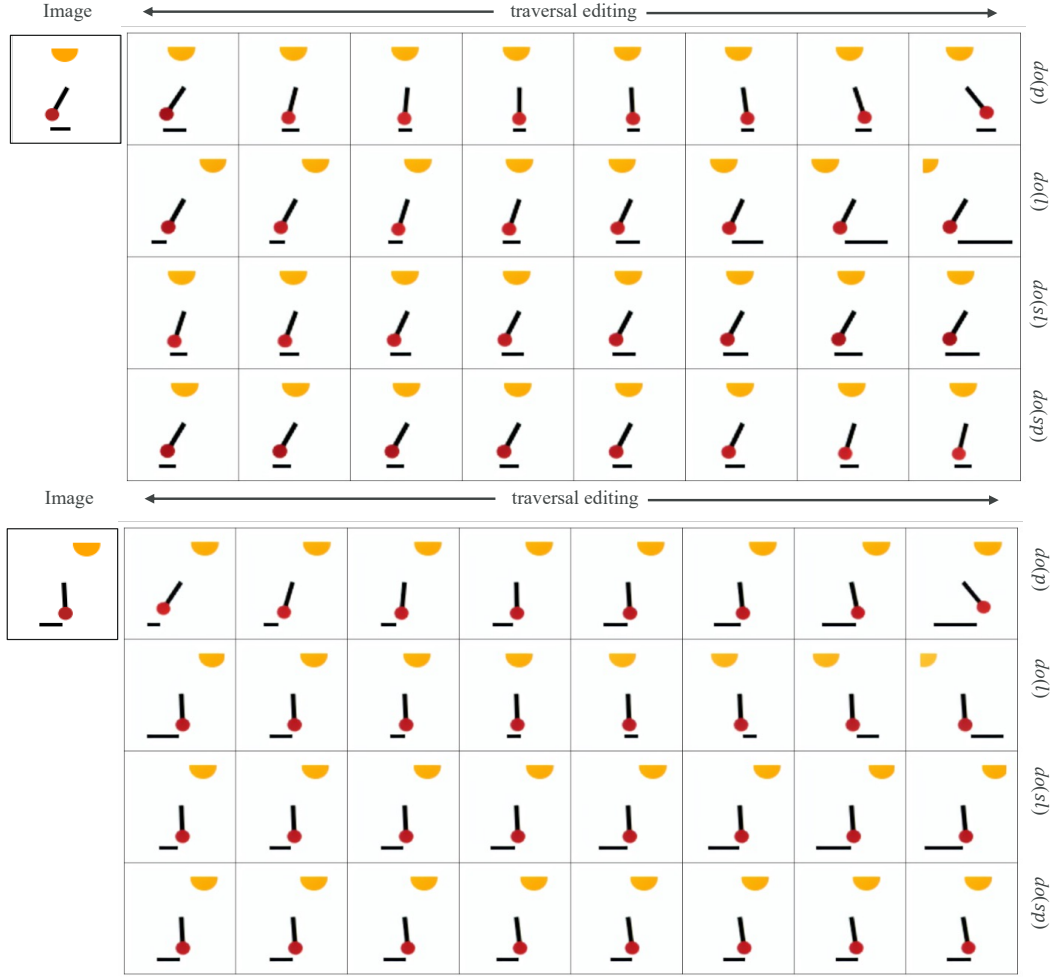 Image traversal editing
do(p)
do(l)
do(sl)
do(sp)
Image traversal editing
do(p)
do(l)
do(sl)
do(sp)